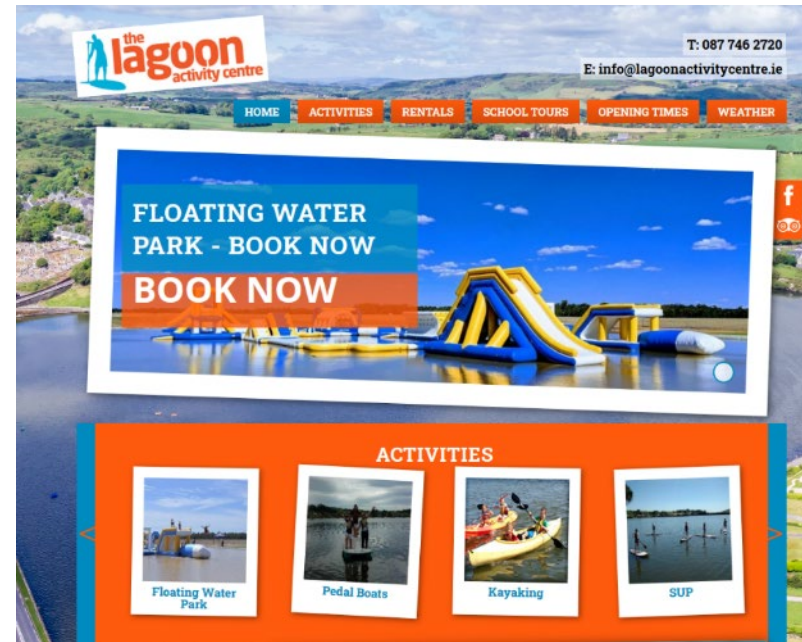 the
lagoon
activity centre
T: 087 746 2720
E: info@lagoonactivitycentre.ie
HOME
ACTIVITIES
RENTALS
SCHOOL TOURS
OPENING TIMES
WEATHER
FLOATING WATER
PARK - BOOK NOW
BOOK NOW
f
ACTIVITIES
<
>
Floating Water
Park
Pedal Boats
Kayaking
SUP